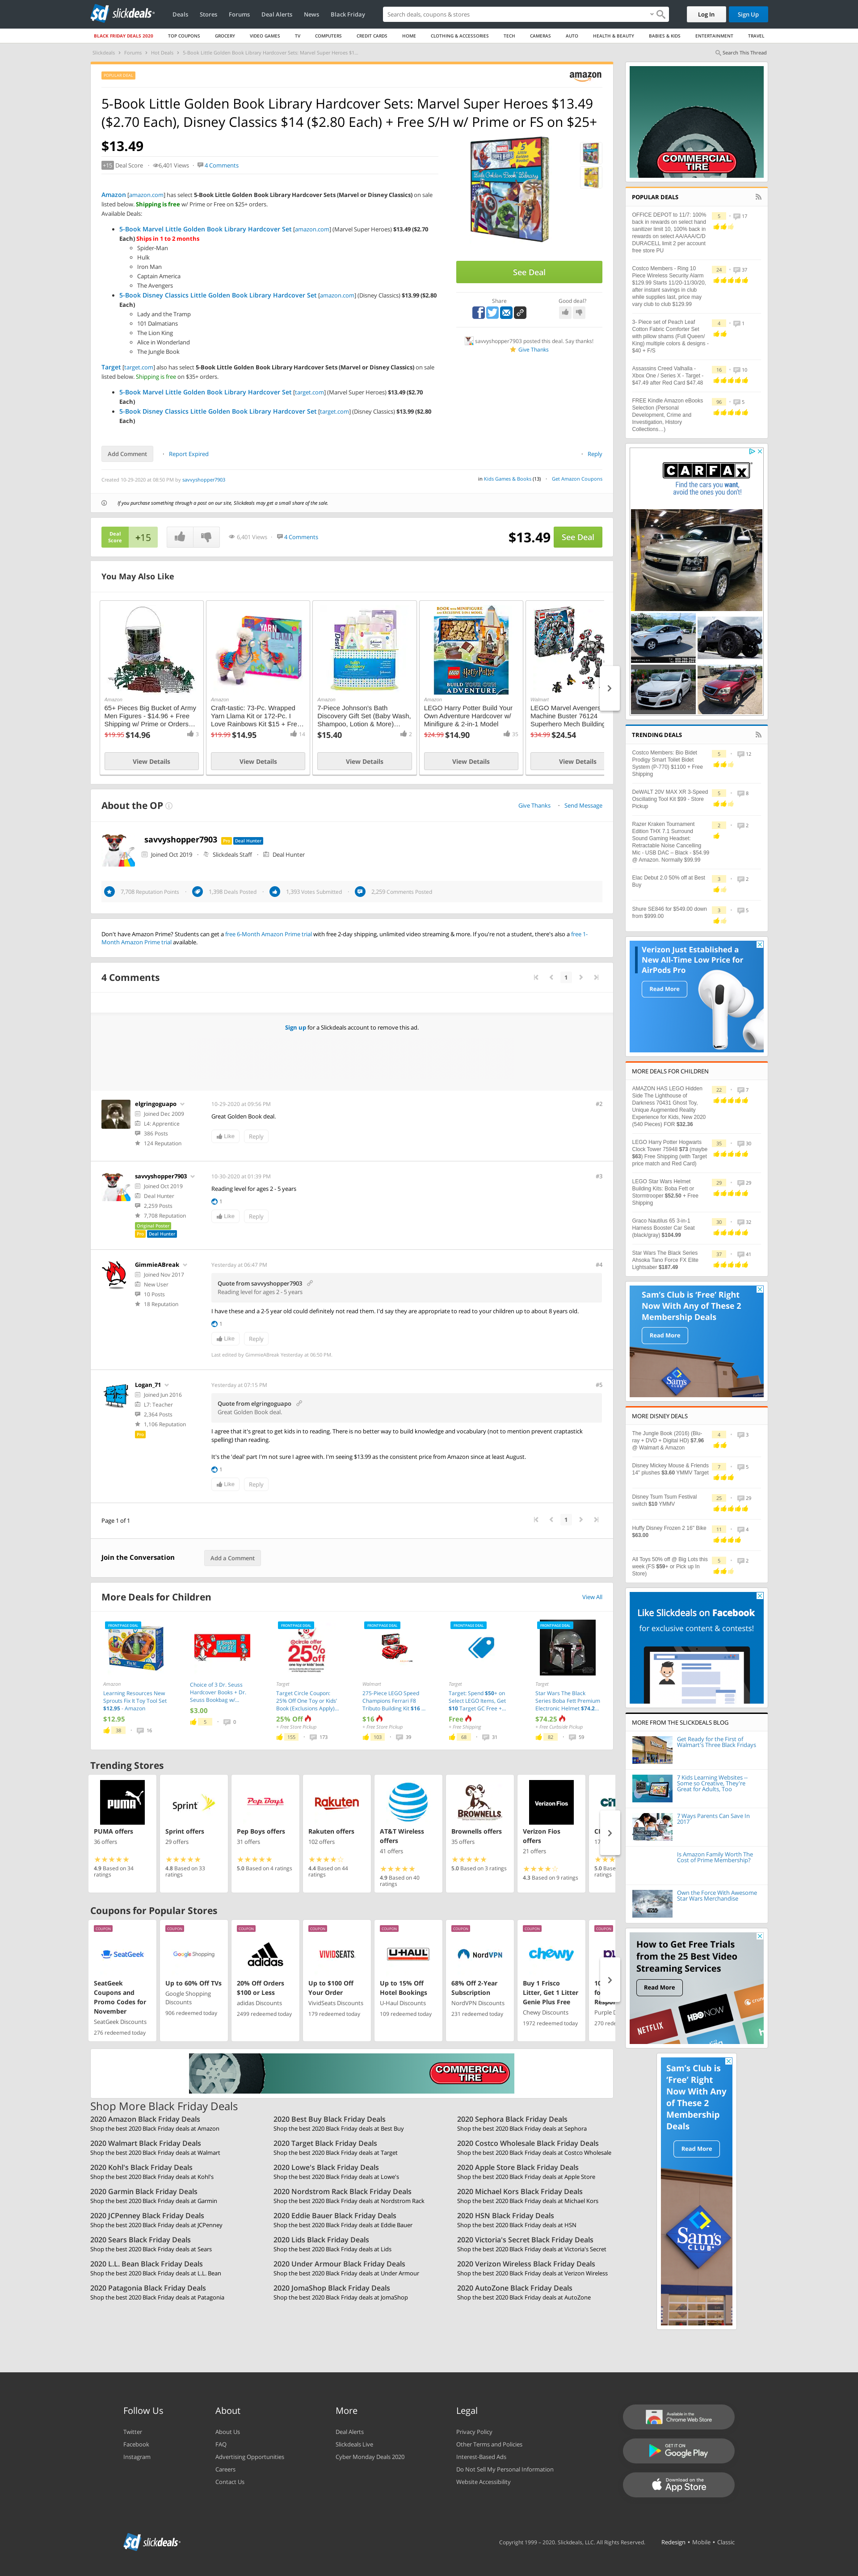 sd slickdeals
Deals Stores Forums Deal Alerts News Black Friday
Search deals, coupons & stores
Log In
Sign Up
BLACK FRIDAY DEALS 2020 TOP COUPONS GROCERY VIDEO GAMES TV COMPUTERS CREDIT CARDS HOME CLOTHING & ACCESSORIES TECH CAMERAS AUTO HEALTH & BEAUTY BABIES & KIDS ENTERTAINMENT TRAVEL
Slickdeals Forums Hot Deals 5-Book Little Golden Book Library Hardcover Sets: Marvel Super Heroes $1...
Search This Thread
POPULAR DEAL
amazon
5-Book Little Golden Book Library Hardcover Sets: Marvel Super Heroes $13.49
($2.70 Each), Disney Classics $14 ($2.80 Each) + Free S/H w/ Prime or FS on $25+
$13.49
+15 Deal Score 6,401 Views 4 Comments
Amazon [amazon.com] has select 5-Book Little Golden Book Library Hardcover Sets (Marvel or Disney Classics) on sale
listed below. Shipping is free w/ Prime or on $25+ orders.
Available Deals:
5-Book Marvel Little Golden Book Library Hardcover Set [amazon.com] (Marvel Super Heroes) $13.49 ($2.70
Each) Ships in 1 to 2 months
Spider-Man
Hulk
Iron Man
Captain America
The Avengers
5-Book Disney Classics Little Golden Book Library Hardcover Set [amazon.com] (Disney Classics) $13.99 ($2.80
Each)
Lady and the Tramp
101 Dalmatians
The Lion King
Alice in Wonderland
The Jungle Book
Target [target.com] also has select 5-Book Little Golden Book Library Hardcover Sets (Marvel or Disney Classics) also on
sale listed below. Shipping is free on $35+ orders.
5-Book Marvel Little Golden Book Library Hardcover Set [target.com] (Marvel Super Heroes) $13.49 ($2.70
Each)
5-Book Disney Classics Little Golden Book Library Hardcover Set [target.com] (Disney Classics) $13.99 ($2.80
Each)
See Deal
Share
Good deal?
savvyshopper7903 posted this deal. Say thanks!
Give Thanks
Add Comment Report Expired Reply
Created 10-29-2020 at 08:50 PM by savvyshopper7903
in Kids Games & Books (13) Get Amazon Coupons
If you purchase something through a post on our site, Slickdeals may get a small share of the sale.
Deal
Score
+15
6,401 Views 4 Comments
$13.49
See Deal
You May Also Like
Amazon
65+ Pieces Big Bucket of Army
Men Figures - $14.96 + Free
Shipping w/ Prime or Orders...
$19.95 $14.96 3
View Details
Amazon
Craft-tastic: 73-Pc. Wrapped
Yarn Llama Kit or 172-Pc. I
Love Rainbows Kit $15 + Fre...
$19.99 $14.95 14
View Details
Amazon
7-Piece Johnson's Bath
Discovery Gift Set (Baby Wash,
Shampoo, Lotion & More)...
$15.40 2
View Details
Amazon
LEGO Harry Potter Build Your
Own Adventure Hardcover w/
Minifigure & 2-in-1 Model
$24.99 $14.90 35
View Details
Walmart
LEGO Marvel Avengers
Machine Buster 76124
Superhero Mech Building
$34.99 $24.54
View Details
About the OP
Give Thanks Send Message
savvyshopper7903 Pro Deal Hunter
Joined Oct 2019 Slickdeals Staff Deal Hunter
7,708 Reputation Points 1,398 Deals Posted 1,393 Votes Submitted 2,259 Comments Posted
Don't have Amazon Prime? Students can get a free 6-Month Amazon Prime trial with free 2-day shipping, unlimited video streaming & more. If you're not a student, there's also a free 1-
Month Amazon Prime trial available.
4 Comments
1
Sign up for a Slickdeals account to remove this ad.
elgringoguapo
Joined Dec 2009
L4: Apprentice
386 Posts
124 Reputation
10-29-2020 at 09:56 PM
#2
Great Golden Book deal.
Like Reply
savvyshopper7903
Joined Oct 2019
Deal Hunter
2,259 Posts
7,708 Reputation
Original Poster
Pro Deal Hunter
10-30-2020 at 01:39 PM
#3
Reading level for ages 2 - 5 years
1
Like Reply
GimmieABreak
Joined Nov 2017
New User
10 Posts
18 Reputation
Yesterday at 06:47 PM
#4
Quote from savvyshopper7903
Reading level for ages 2 - 5 years
I have these and a 2-5 year old could definitely not read them. I'd say they are appropriate to read to your children up to about 8 years old.
1
Like Reply
Last edited by GimmieABreak Yesterday at 06:50 PM.
Logan_71
Joined Jun 2016
L7: Teacher
2,364 Posts
1,106 Reputation
Pro
Yesterday at 07:15 PM
#5
Quote from elgringoguapo
Great Golden Book deal.
I agree that it's great to get kids in to reading. There is no better way to build knowledge and vocabulary (not to mention prevent craptastic
spelling) than reading.
It's the 'deal' part I'm not sure I agree with. I'm seeing $13.99 as the consistent price from Amazon since at least August.
1
Like Reply
Page 1 of 1
1
Join the Conversation
Add a Comment
More Deals for Children
View All
Amazon
Learning Resources New
Sprouts Fix It Toy Tool Set
$12.95 - Amazon
$12.95
38 16
Choice of 3 Dr. Seuss
Hardcover Books + Dr.
Seuss Bookbag w/...
$3.00
5 0
Target
Target Circle Coupon:
25% Off One Toy or Kids'
Book (Exclusions Apply)...
25% Off
+ Free Store Pickup
155 173
Walmart
275-Piece LEGO Speed
Champions Ferrari F8
Tributo Building Kit $16 ...
$16
+ Free Store Pickup
103 39
Target
Target: Spend $50+ on
Select LEGO Items, Get
$10 Target GC Free +...
Free
+ Free Shipping
68 31
Target
Star Wars The Black
Series Boba Fett Premium
Electronic Helmet $74.2...
$74.25
+ Free Curbside Pickup
82 59
Trending Stores
PUMA offers
36 offers
4.9 Based on 34
ratings
Sprint offers
29 offers
4.8 Based on 33
ratings
Pep Boys offers
31 offers
5.0 Based on 4 ratings
Rakuten offers
102 offers
4.4 Based on 44
ratings
AT&T Wireless
offers
41 offers
4.9 Based on 40
ratings
Brownells offers
35 offers
5.0 Based on 3 ratings
Verizon Fios
offers
21 offers
4.3 Based on 9 ratings
Coupons for Popular Stores
SeatGeek
Coupons and
Promo Codes for
November
SeatGeek Discounts
276 redeemed today
Up to 60% Off TVs
Google Shopping
Discounts
906 redeemed today
20% Off Orders
$100 or Less
adidas Discounts
2499 redeemed today
Up to $100 Off
Your Order
VividSeats Discounts
179 redeemed today
Up to 15% Off
Hotel Bookings
U-Haul Discounts
109 redeemed today
68% Off 2-Year
Subscription
NordVPN Discounts
231 redeemed today
Buy 1 Frisco
Litter, Get 1 Litter
Genie Plus Free
Chewy Discounts
1972 redeemed today
COMMERCIAL TIRE
Shop More Black Friday Deals
2020 Amazon Black Friday Deals
Shop the best 2020 Black Friday deals at Amazon
2020 Best Buy Black Friday Deals
Shop the best 2020 Black Friday deals at Best Buy
2020 Sephora Black Friday Deals
Shop the best 2020 Black Friday deals at Sephora
2020 Walmart Black Friday Deals
Shop the best 2020 Black Friday deals at Walmart
2020 Target Black Friday Deals
Shop the best 2020 Black Friday deals at Target
2020 Costco Wholesale Black Friday Deals
Shop the best 2020 Black Friday deals at Costco Wholesale
2020 Kohl's Black Friday Deals
Shop the best 2020 Black Friday deals at Kohl's
2020 Lowe's Black Friday Deals
Shop the best 2020 Black Friday deals at Lowe's
2020 Apple Store Black Friday Deals
Shop the best 2020 Black Friday deals at Apple Store
2020 Garmin Black Friday Deals
Shop the best 2020 Black Friday deals at Garmin
2020 Nordstrom Rack Black Friday Deals
Shop the best 2020 Black Friday deals at Nordstrom Rack
2020 Michael Kors Black Friday Deals
Shop the best 2020 Black Friday deals at Michael Kors
2020 JCPenney Black Friday Deals
Shop the best 2020 Black Friday deals at JCPenney
2020 Eddie Bauer Black Friday Deals
Shop the best 2020 Black Friday deals at Eddie Bauer
2020 HSN Black Friday Deals
Shop the best 2020 Black Friday deals at HSN
2020 Sears Black Friday Deals
Shop the best 2020 Black Friday deals at Sears
2020 Lids Black Friday Deals
Shop the best 2020 Black Friday deals at Lids
2020 Victoria's Secret Black Friday Deals
Shop the best 2020 Black Friday deals at Victoria's Secret
2020 L.L. Bean Black Friday Deals
Shop the best 2020 Black Friday deals at L.L. Bean
2020 Under Armour Black Friday Deals
Shop the best 2020 Black Friday deals at Under Armour
2020 Verizon Wireless Black Friday Deals
Shop the best 2020 Black Friday deals at Verizon Wireless
2020 Patagonia Black Friday Deals
Shop the best 2020 Black Friday deals at Patagonia
2020 JomaShop Black Friday Deals
Shop the best 2020 Black Friday deals at JomaShop
2020 AutoZone Black Friday Deals
Shop the best 2020 Black Friday deals at AutoZone
COMMERCIAL TIRE
POPULAR DEALS
OFFICE DEPOT to 11/7: 100%
back in rewards on select hand
sanitizer limit 10, 100% back in
rewards on select AA/AAA/C/D
DURACELL limit 2 per account
free store PU
5 17
Costco Members - Ring 10
Piece Wireless Security Alarm
$129.99 Starts 11/20-11/30/20,
after instant savings in club
while supplies last, price may
vary club to club $129.99
24 37
3- Piece set of Peach Leaf
Cotton Fabric Comforter Set
with pillow shams (Full Queen/
King) multiple colors & designs -
$40 + F/S
4 1
Assassins Creed Valhalla -
Xbox One / Series X - Target -
$47.49 after Red Card $47.48
16 10
FREE Kindle Amazon eBooks
Selection (Personal
Development, Crime and
Investigation, History
Collections...)
96 5
CARFAX
Find the cars you want,
avoid the ones you don't!
TRENDING DEALS
Costco Members: Bio Bidet
Prodigy Smart Toilet Bidet
System (P-770) $1100 + Free
Shipping
5 12
DeWALT 20V MAX XR 3-Speed
Oscillating Tool Kit $99 - Store
Pickup
5 8
Razer Kraken Tournament
Edition THX 7.1 Surround
Sound Gaming Headset:
Retractable Noise Cancelling
Mic - USB DAC – Black - $54.99
@ Amazon. Normally $99.99
2 2
Elac Debut 2.0 50% off at Best
Buy
3 2
Shure SE846 for $549.00 down
from $999.00
3 5
Verizon Just Established a
New All-Time Low Price for
AirPods Pro
Read More
MORE DEALS FOR CHILDREN
AMAZON HAS LEGO Hidden
Side The Lighthouse of
Darkness 70431 Ghost Toy,
Unique Augmented Reality
Experience for Kids, New 2020
(540 Pieces) FOR $32.36
22 7
LEGO Harry Potter Hogwarts
Clock Tower 75948 $73 (maybe
$63) Free Shipping (with Target
price match and Red Card)
35 30
LEGO Star Wars Helmet
Building Kits: Boba Fett or
Stormtrooper $52.50 + Free
Shipping
29 29
Graco Nautilus 65 3-in-1
Harness Booster Car Seat
(black/gray) $104.99
30 32
Star Wars The Black Series
Ahsoka Tano Force FX Elite
Lightsaber $187.49
37 41
Sam's Club is 'Free' Right
Now With Any of These 2
Membership Deals
Read More
MORE DISNEY DEALS
The Jungle Book (2016) (Blu-
ray + DVD + Digital HD) $7.96
@ Walmart & Amazon
4 3
Disney Mickey Mouse & Friends
14" plushes $3.60 YMMV Target
7 5
Disney Tsum Tsum Festival
switch $10 YMMV
25 29
Huffy Disney Frozen 2 16" Bike
$63.00
11 4
All Toys 50% off @ Big Lots this
week (FS $59+ or Pick up In
Store)
5 2
Like Slickdeals on Facebook
for exclusive contests & contents!
MORE FROM THE SLICKDEALS BLOG
Get Ready for the First of
Walmart's Three Black Fridays
7 Kids Learning Websites –
Some so Creative, They're
Great for Adults, Too
7 Ways Parents Can Save In
2017
Is Amazon Family Worth The
Cost of Prime Membership?
Own the Force With Awesome
Star Wars Merchandise
How to Get Free Trials
from the 25 Best Video
Streaming Services
Read More
NETFLIX HBO NOW
Sam's Club is
'Free' Right
Now With Any
of These 2
Membership
Deals
Read More
Sam's CLUB
Follow Us
Twitter
Facebook
Instagram
About
About Us
FAQ
Advertising Opportunities
Careers
Contact Us
More
Deal Alerts
Slickdeals Live
Cyber Monday Deals 2020
Legal
Privacy Policy
Other Terms and Policies
Interest-Based Ads
Do Not Sell My Personal Information
Website Accessibility
Available in the
Chrome Web Store
GET IT ON
Google Play
Download on the
App Store
sd slickdeals
Copyright 1999 – 2020. Slickdeals, LLC. All Rights Reserved. Redesign • Mobile • Classic